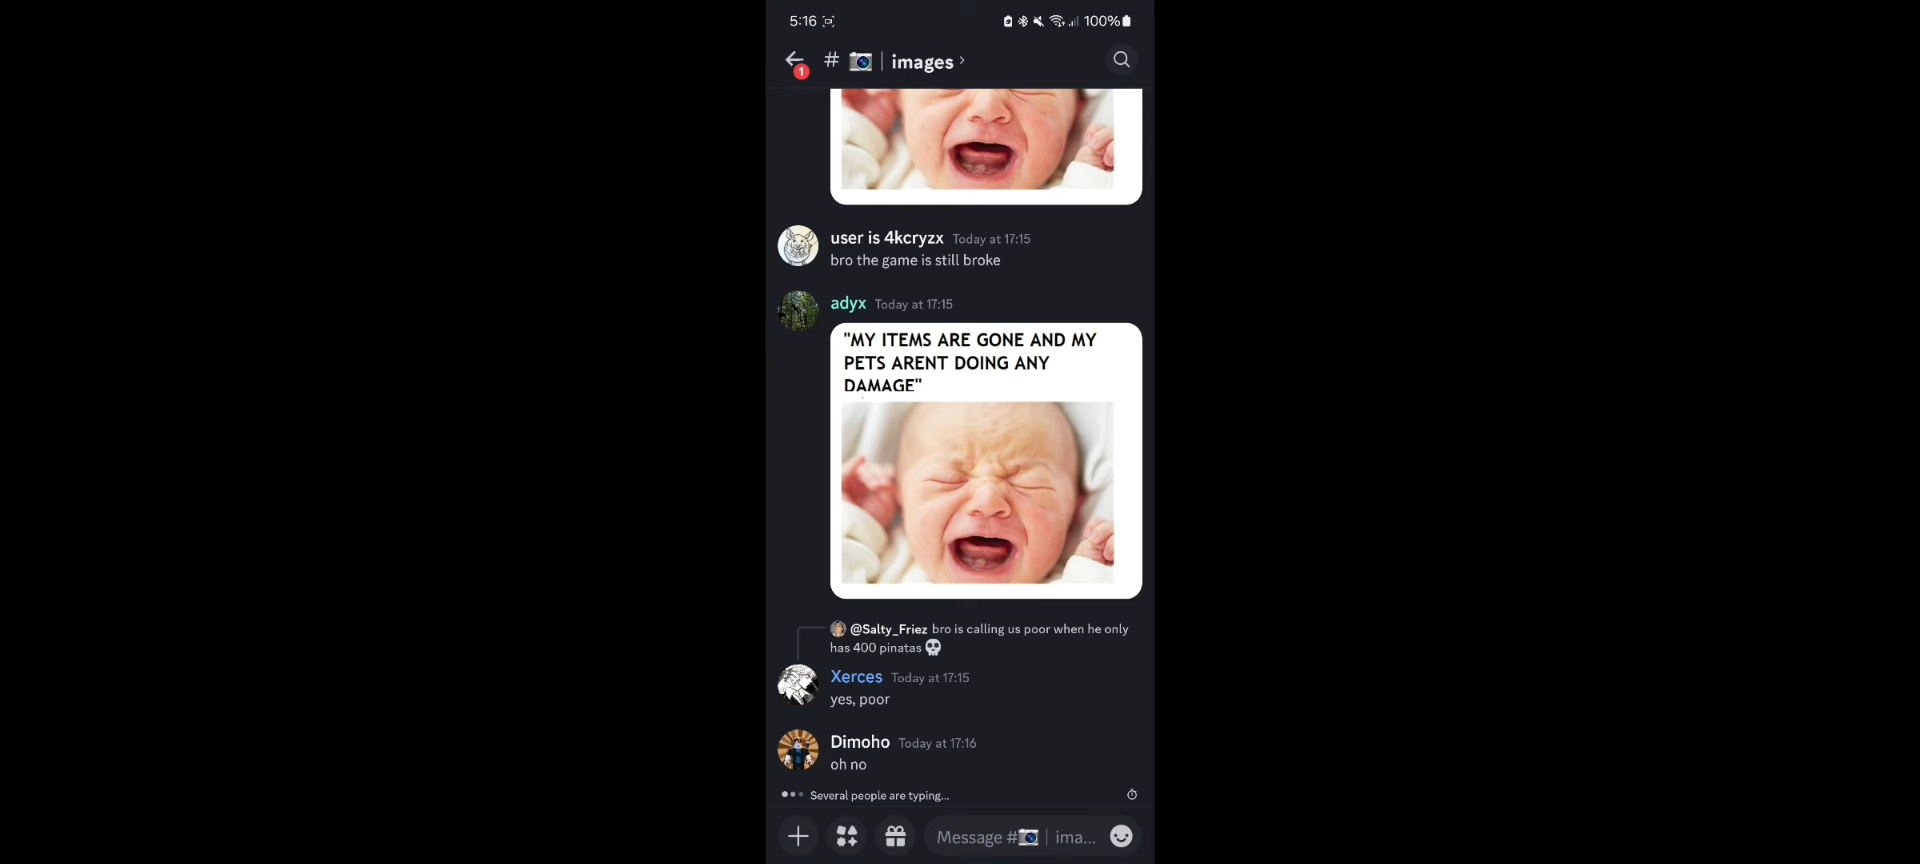 5:16 100%
1 # | images ›
user is 4kcryzx Today at 17:15
bro the game is still broke
adyx Today at 17:15
"MY ITEMS ARE GONE AND MY
PETS ARENT DOING ANY
DAMAGE"
@Salty_Friez bro is calling us poor when he only
has 400 pinatas
Xerces Today at 17:15
yes, poor
Dimoho Today at 17:16
oh no
Several people are typing...
Message # | ima...